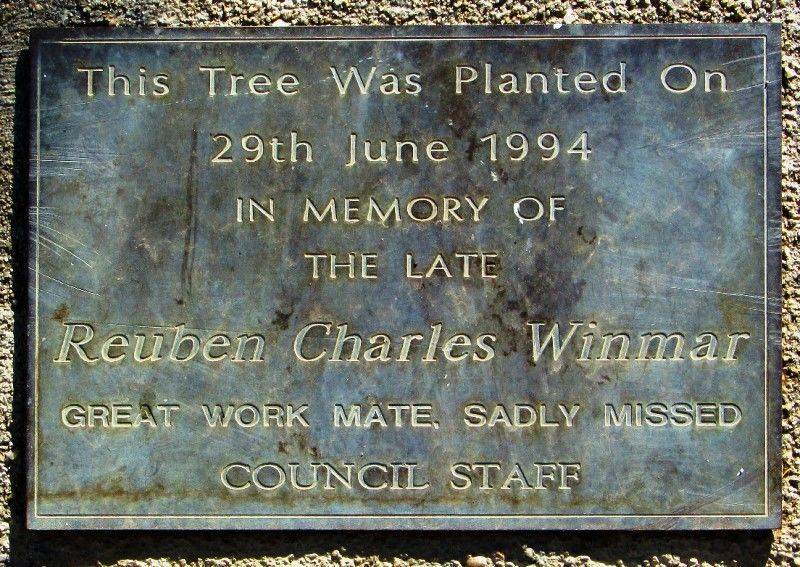 This Tree Was Planted On
29th June 1994
IN MEMORY OF
THE LATE
Reuben Charles Winmar
GREAT WORK MATE, SADLY MISSED
COUNCIL STAFF